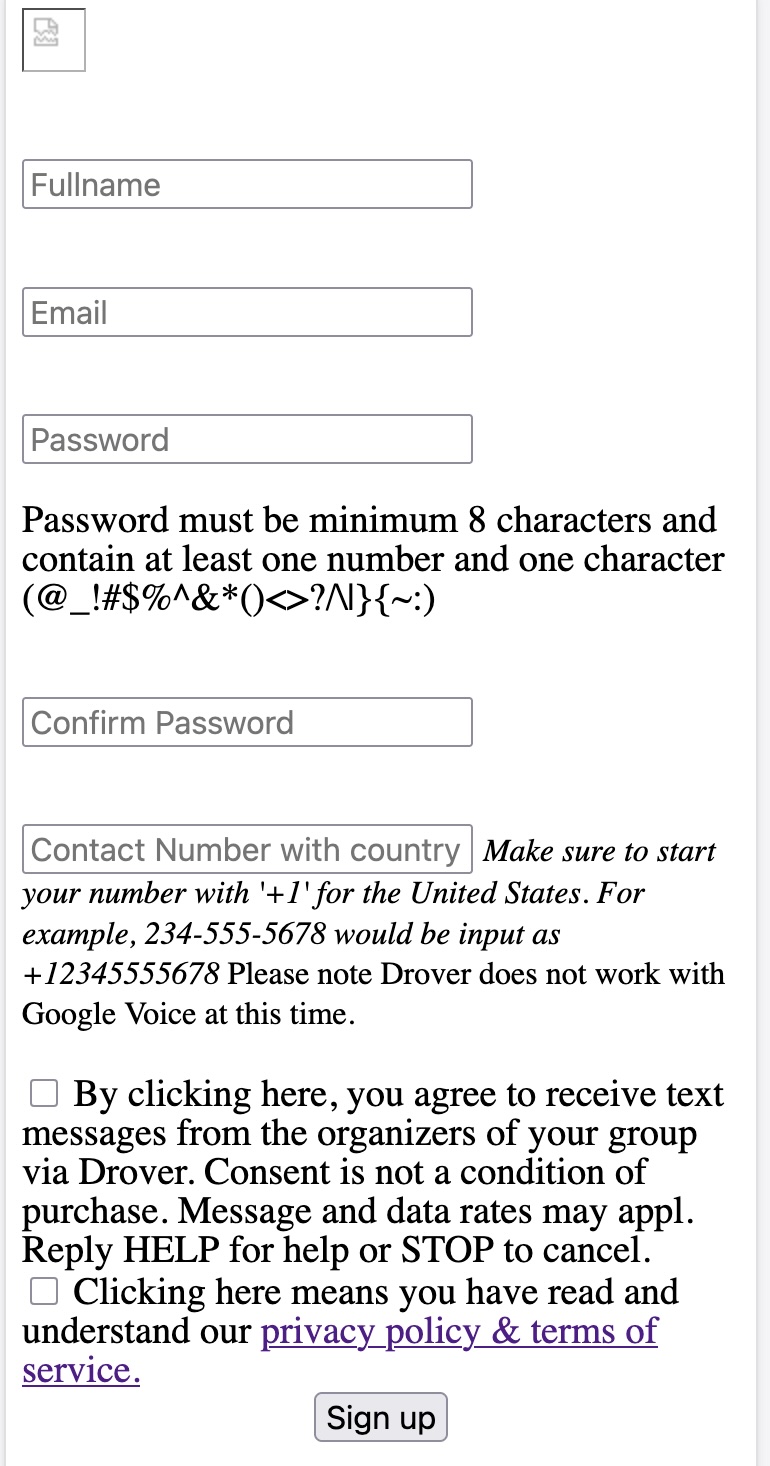 Fullname
Email
Password
Password must be minimum 8 characters and
contain at least one number and one character
(@_!#$%^&*()<>?/\|}{~:)
Confirm Password
Contact Number with country Make sure to start
your number with '+1' for the United States. For
example, 234-555-5678 would be input as
+12345555678 Please note Drover does not work with
Google Voice at this time.
By clicking here, you agree to receive text
messages from the organizers of your group
via Drover. Consent is not a condition of
purchase. Message and data rates may appl.
Reply HELP for help or STOP to cancel.
Clicking here means you have read and
understand our privacy policy & terms of
service.
Sign up